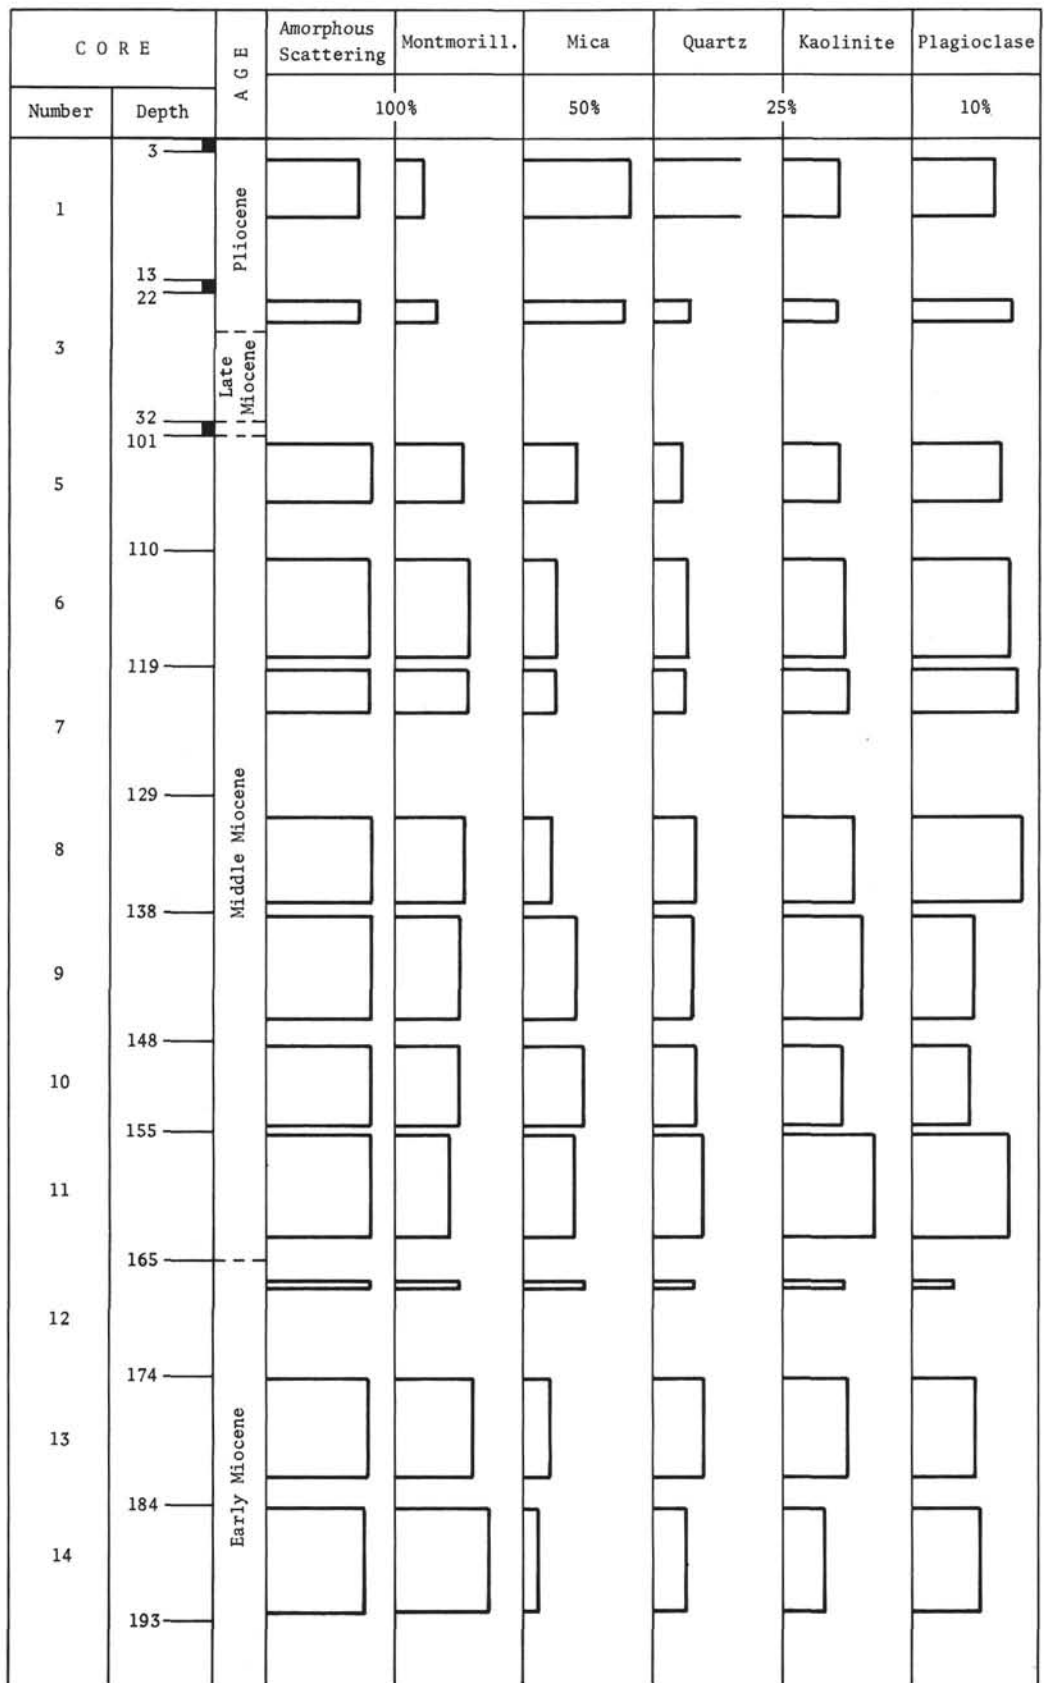 C O R E
A G E
Amorphous
Scattering
Montmorill.
Mica
Quartz
Kaolinite
Plagioclase
Number
Depth
100%
50%
25%
10%
3
1
Pliocene
13
22
3
Late
Miocene
32
101
5
110
6
119
7
129
Middle Miocene
8
138
9
148
10
155
11
165
12
174
13
Early Miocene
184
14
193